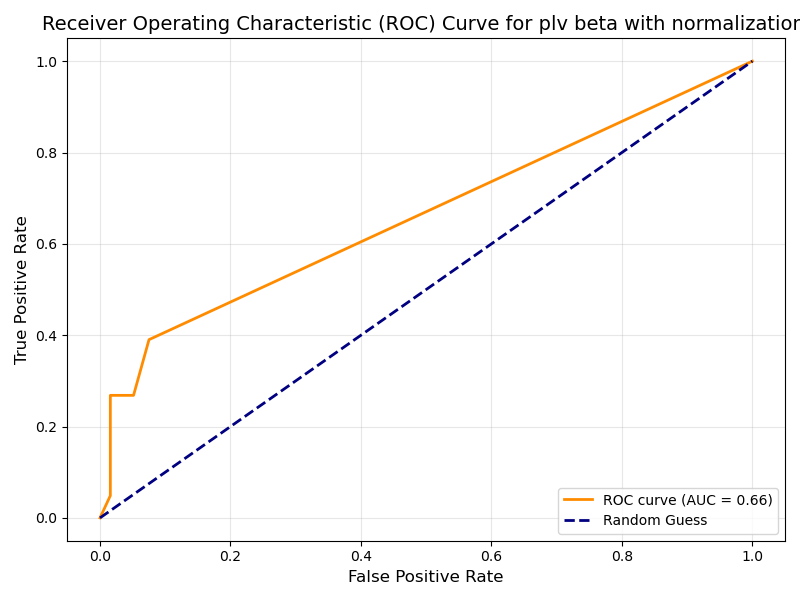 Receiver Operating Characteristic (ROC) Curve for plv beta with normalization
1.0
0.8
0.6
0.4
0.2
0.0
True Positive Rate
0.0 0.2 0.4 0.6 0.8 1.0
False Positive Rate
ROC curve (AUC = 0.66)
Random Guess